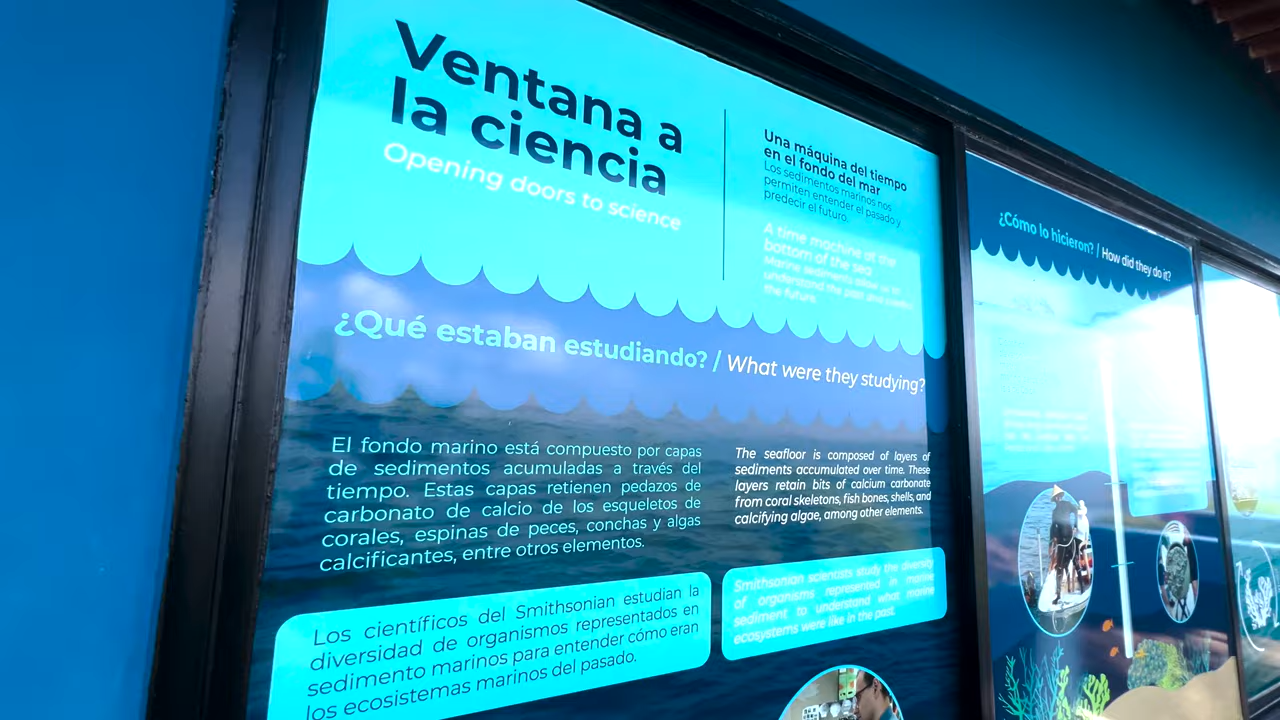 Ventana a
la ciencia
Opening doors to science
Una máquina del tiempo
en el fondo del mar
Los sedimentos marinos nos
permiten entender el pasado y
predecir el futuro.
A time machine at the
bottom of the sea
Marine sediments allow us to
understand the past and
the future.
¿Qué estaban estudiando? / What were they studying?
El fondo marino está compuesto por capas
de sedimentos acumuladas a través del
tiempo. Estas capas retienen pedazos de
carbonato de calcio de los esqueletos de
corales, espinas de peces, conchas y algas
calcificantes, entre otros elementos.
The seafloor is composed of layers of
sediments accumulated over time. These
layers retain bits of calcium carbonate
from coral skeletons, fish bones, shells, and
calcifying algae, among other elements.
Los científicos del Smithsonian estudian la
diversidad de organismos representados en
sedimento marinos para entender cómo eran
los ecosistemas marinos del pasado.
Smithsonian scientists study the diversity
of organisms represented in marine
sediment to understand what marine
ecosystems were like in the past.
¿Cómo lo hicieron? / How did they do it?